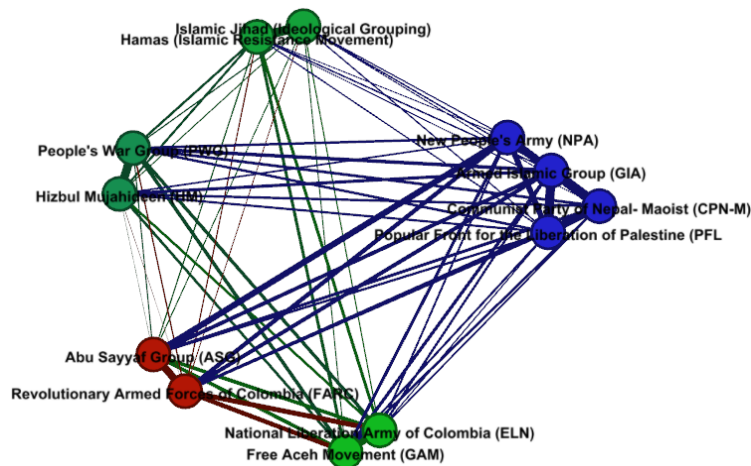 Islamic Jihad (Ideological Grouping)
Hamas (Islamic Resistance Movement)
New People's Army (NPA)
People's War Group (PWG)
Armed Islamic Group (GIA)
Hizbul Mujahideen (HM)
Communist Party of Nepal- Maoist (CPN-M)
Popular Front for the Liberation of Palestine (PFL
Abu Sayyaf Group (ASG)
Revolutionary Armed Forces of Colombia (FARC)
National Liberation Army of Colombia (ELN)
Free Aceh Movement (GAM)